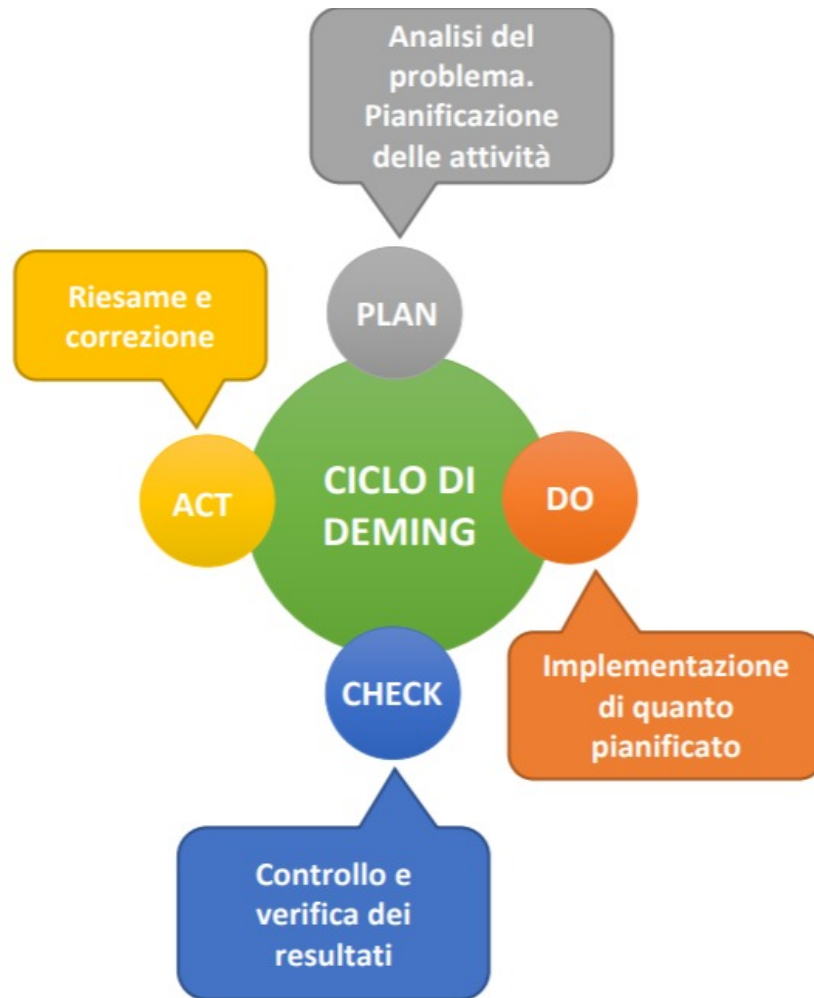 Analisi del
problema.
Pianificazione
delle attività
PLAN
Riesame e
correzione
ACT
CICLO DI
DEMING
DO
Implementazione
di quanto
pianificato
CHECK
Controllo e
verifica dei
resultati